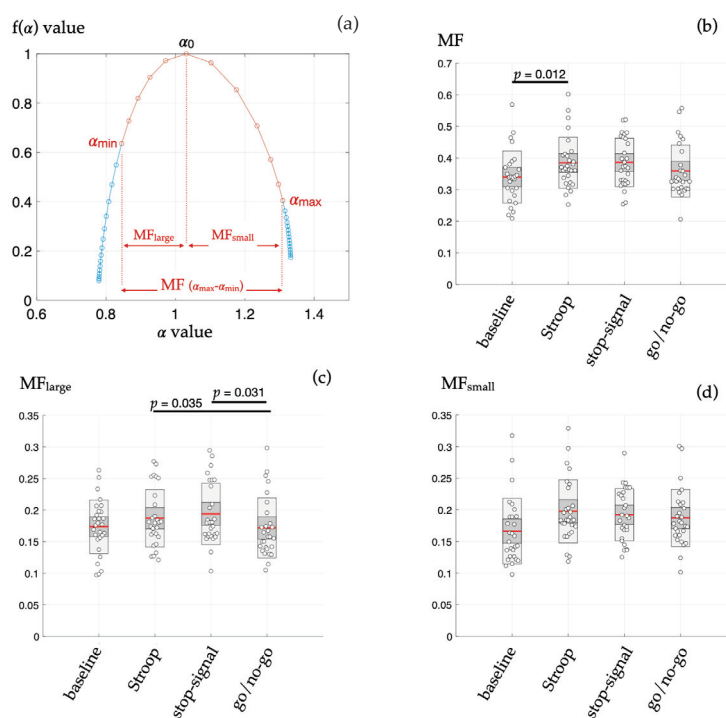 f(α) value
(a)
α0
1
0.8
0.6
0.4
0.2
0
αmin
αmax
MFlarge
MFsmall
MF (αmax-αmin)
0.6
0.8
1
1.2
1.4
α value
(b)
MF
0.7
0.6
0.5
0.4
0.3
0.2
0.1
0
p = 0.012
baseline
Stroop
stop-signal
go/no-go
(c)
MFlarge
0.35
0.3
0.25
0.2
0.15
0.1
0.05
0
p = 0.031
p = 0.035
baseline
Stroop
stop-signal
go/no-go
(d)
MFsmall
0.35
0.3
0.25
0.2
0.15
0.1
0.05
0
baseline
Stroop
stop-signal
go/no-go